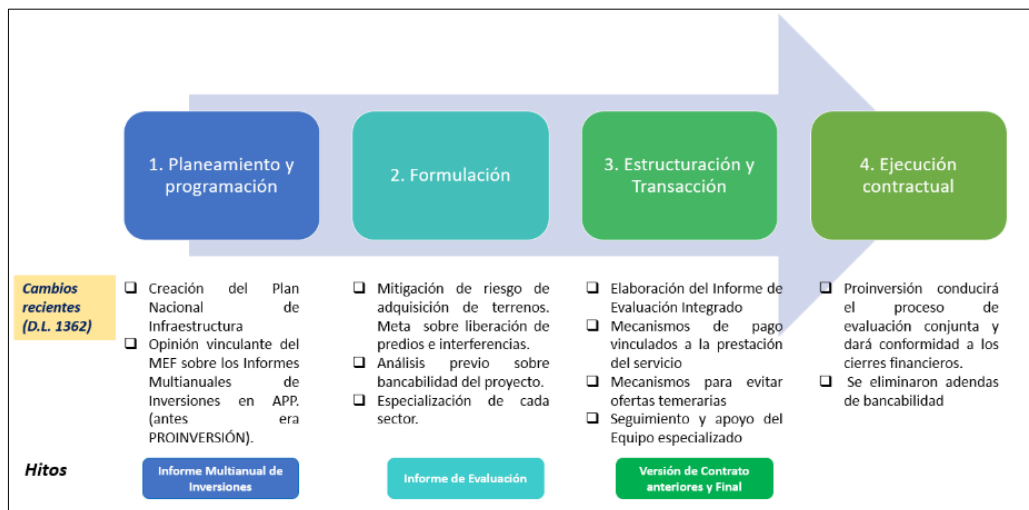 1. Planeamiento y
programación
2. Formulación
3. Estructuración y
Transacción
4. Ejecución
contractual
Cambios
recientes
(D.L. 1362)
❑ Creación del Plan
Nacional de
Infraestructura
❑ Opinión vinculante del
MEF sobre los Informes
Multianuales de
Inversiones en APP.
(antes era
PROINVERSIÓN).
❑ Mitigación de riesgo de
adquisición de terrenos.
Meta sobre liberación de
predios e interferencias.
❑ Análisis previo sobre
bancabilidad del proyecto.
❑ Especialización de cada
sector.
❑ Elaboración del Informe de
Evaluación Integrado
❑ Mecanismos de pago
vinculados a la prestación
del servicio
❑ Mecanismos para evitar
ofertas temerarias
❑ Seguimiento y apoyo del
Equipo especializado
❑ Proinversión conducirá
el proceso de
evaluación conjunta y
dará conformidad a los
cierres financieros.
❑ Se eliminaron adendas
de bancabilidad
Hitos
Informe Multianual de
Inversiones
Informe de Evaluación
Versión de Contrato
anteriores y Final